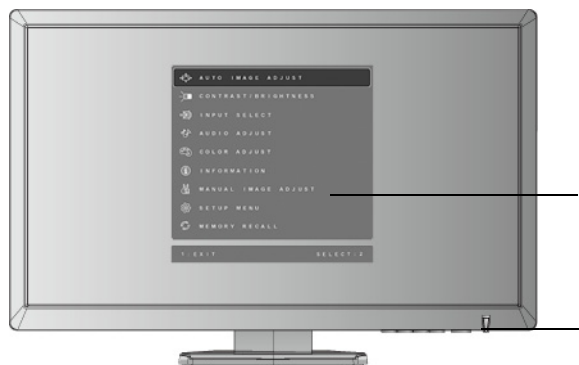 AUTO IMAGE ADJUST
CONTRAST/BRIGHTNESS
INPUT SELECT
AUDIO ADJUST
COLOR ADJUST
INFORMATION
MANUAL IMAGE ADJUST
SETUP MENU
MEMORY RECALL
1:EXIT SELECT:2